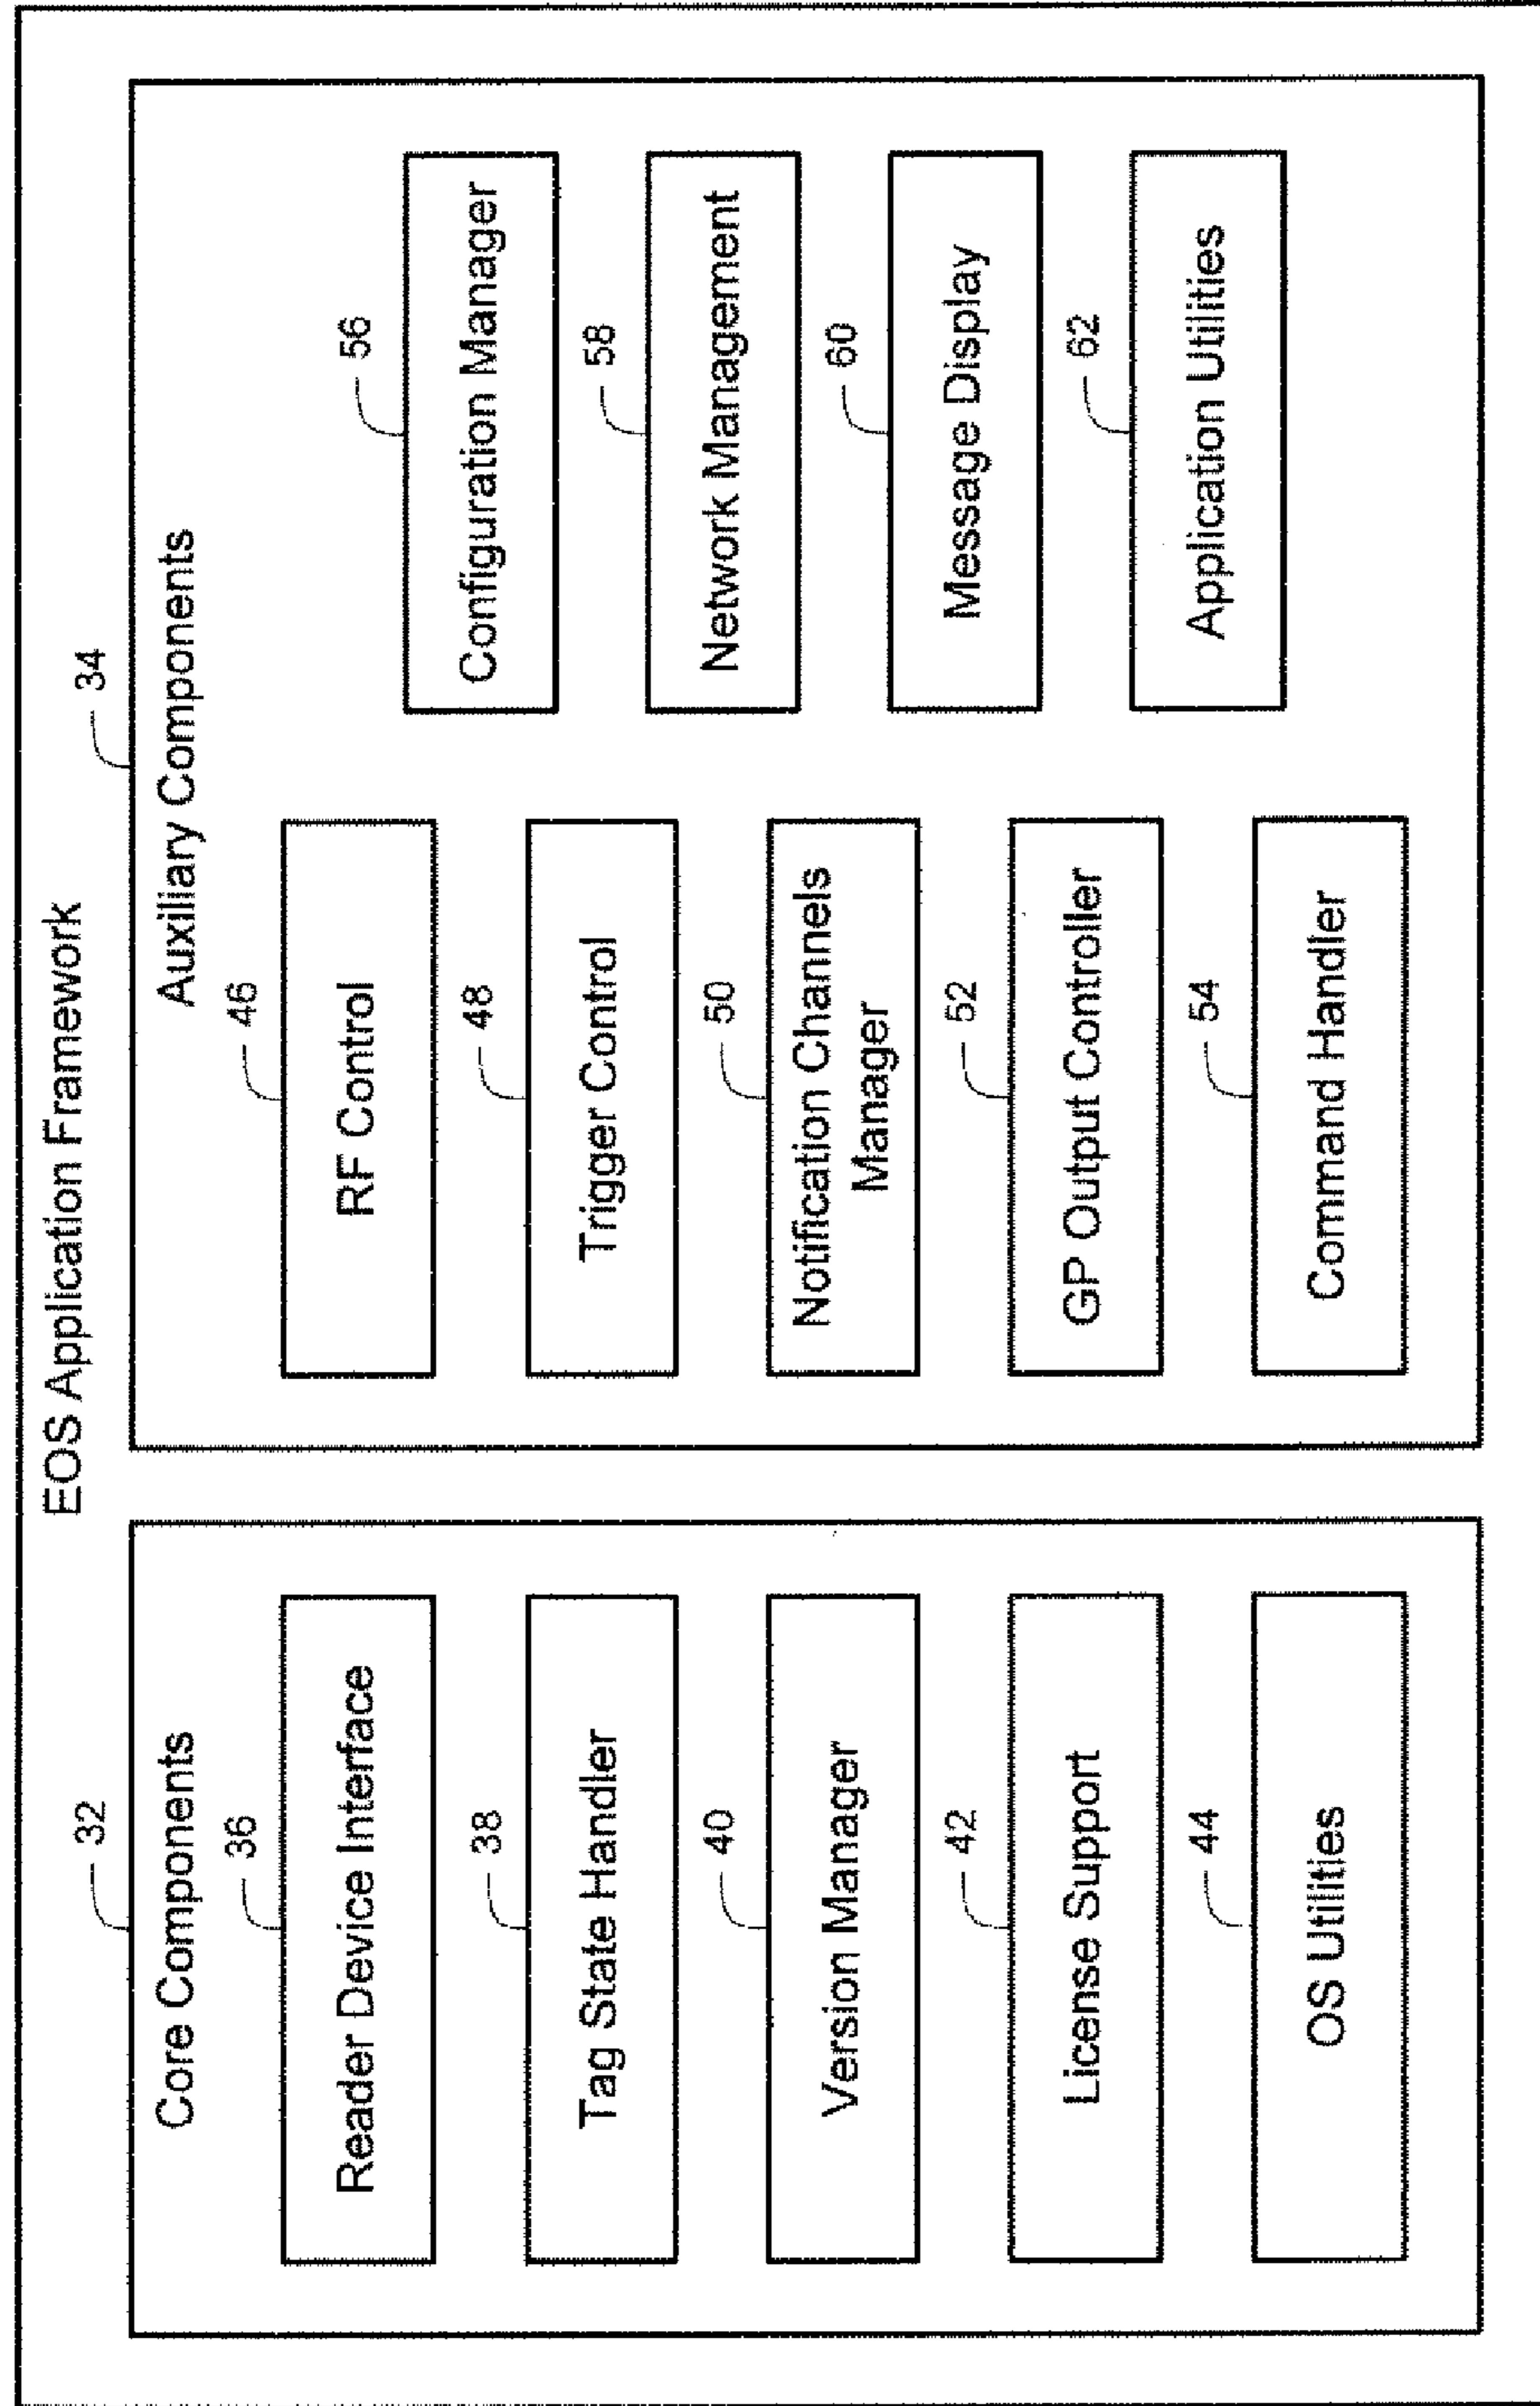 EOS Application Framework
32
Core Components
36
Reader Device Interface
38
Tag State Handler
40
Version Manager
42
License Support
44
OS Utilities
34
Auxiliary Components
46
RF Control
48
Trigger Control
50
Notification Channels
Manager
52
GP Output Controller
54
Command Handler
56
Configuration Manager
58
Network Management
60
Message Display
62
Application Utilities